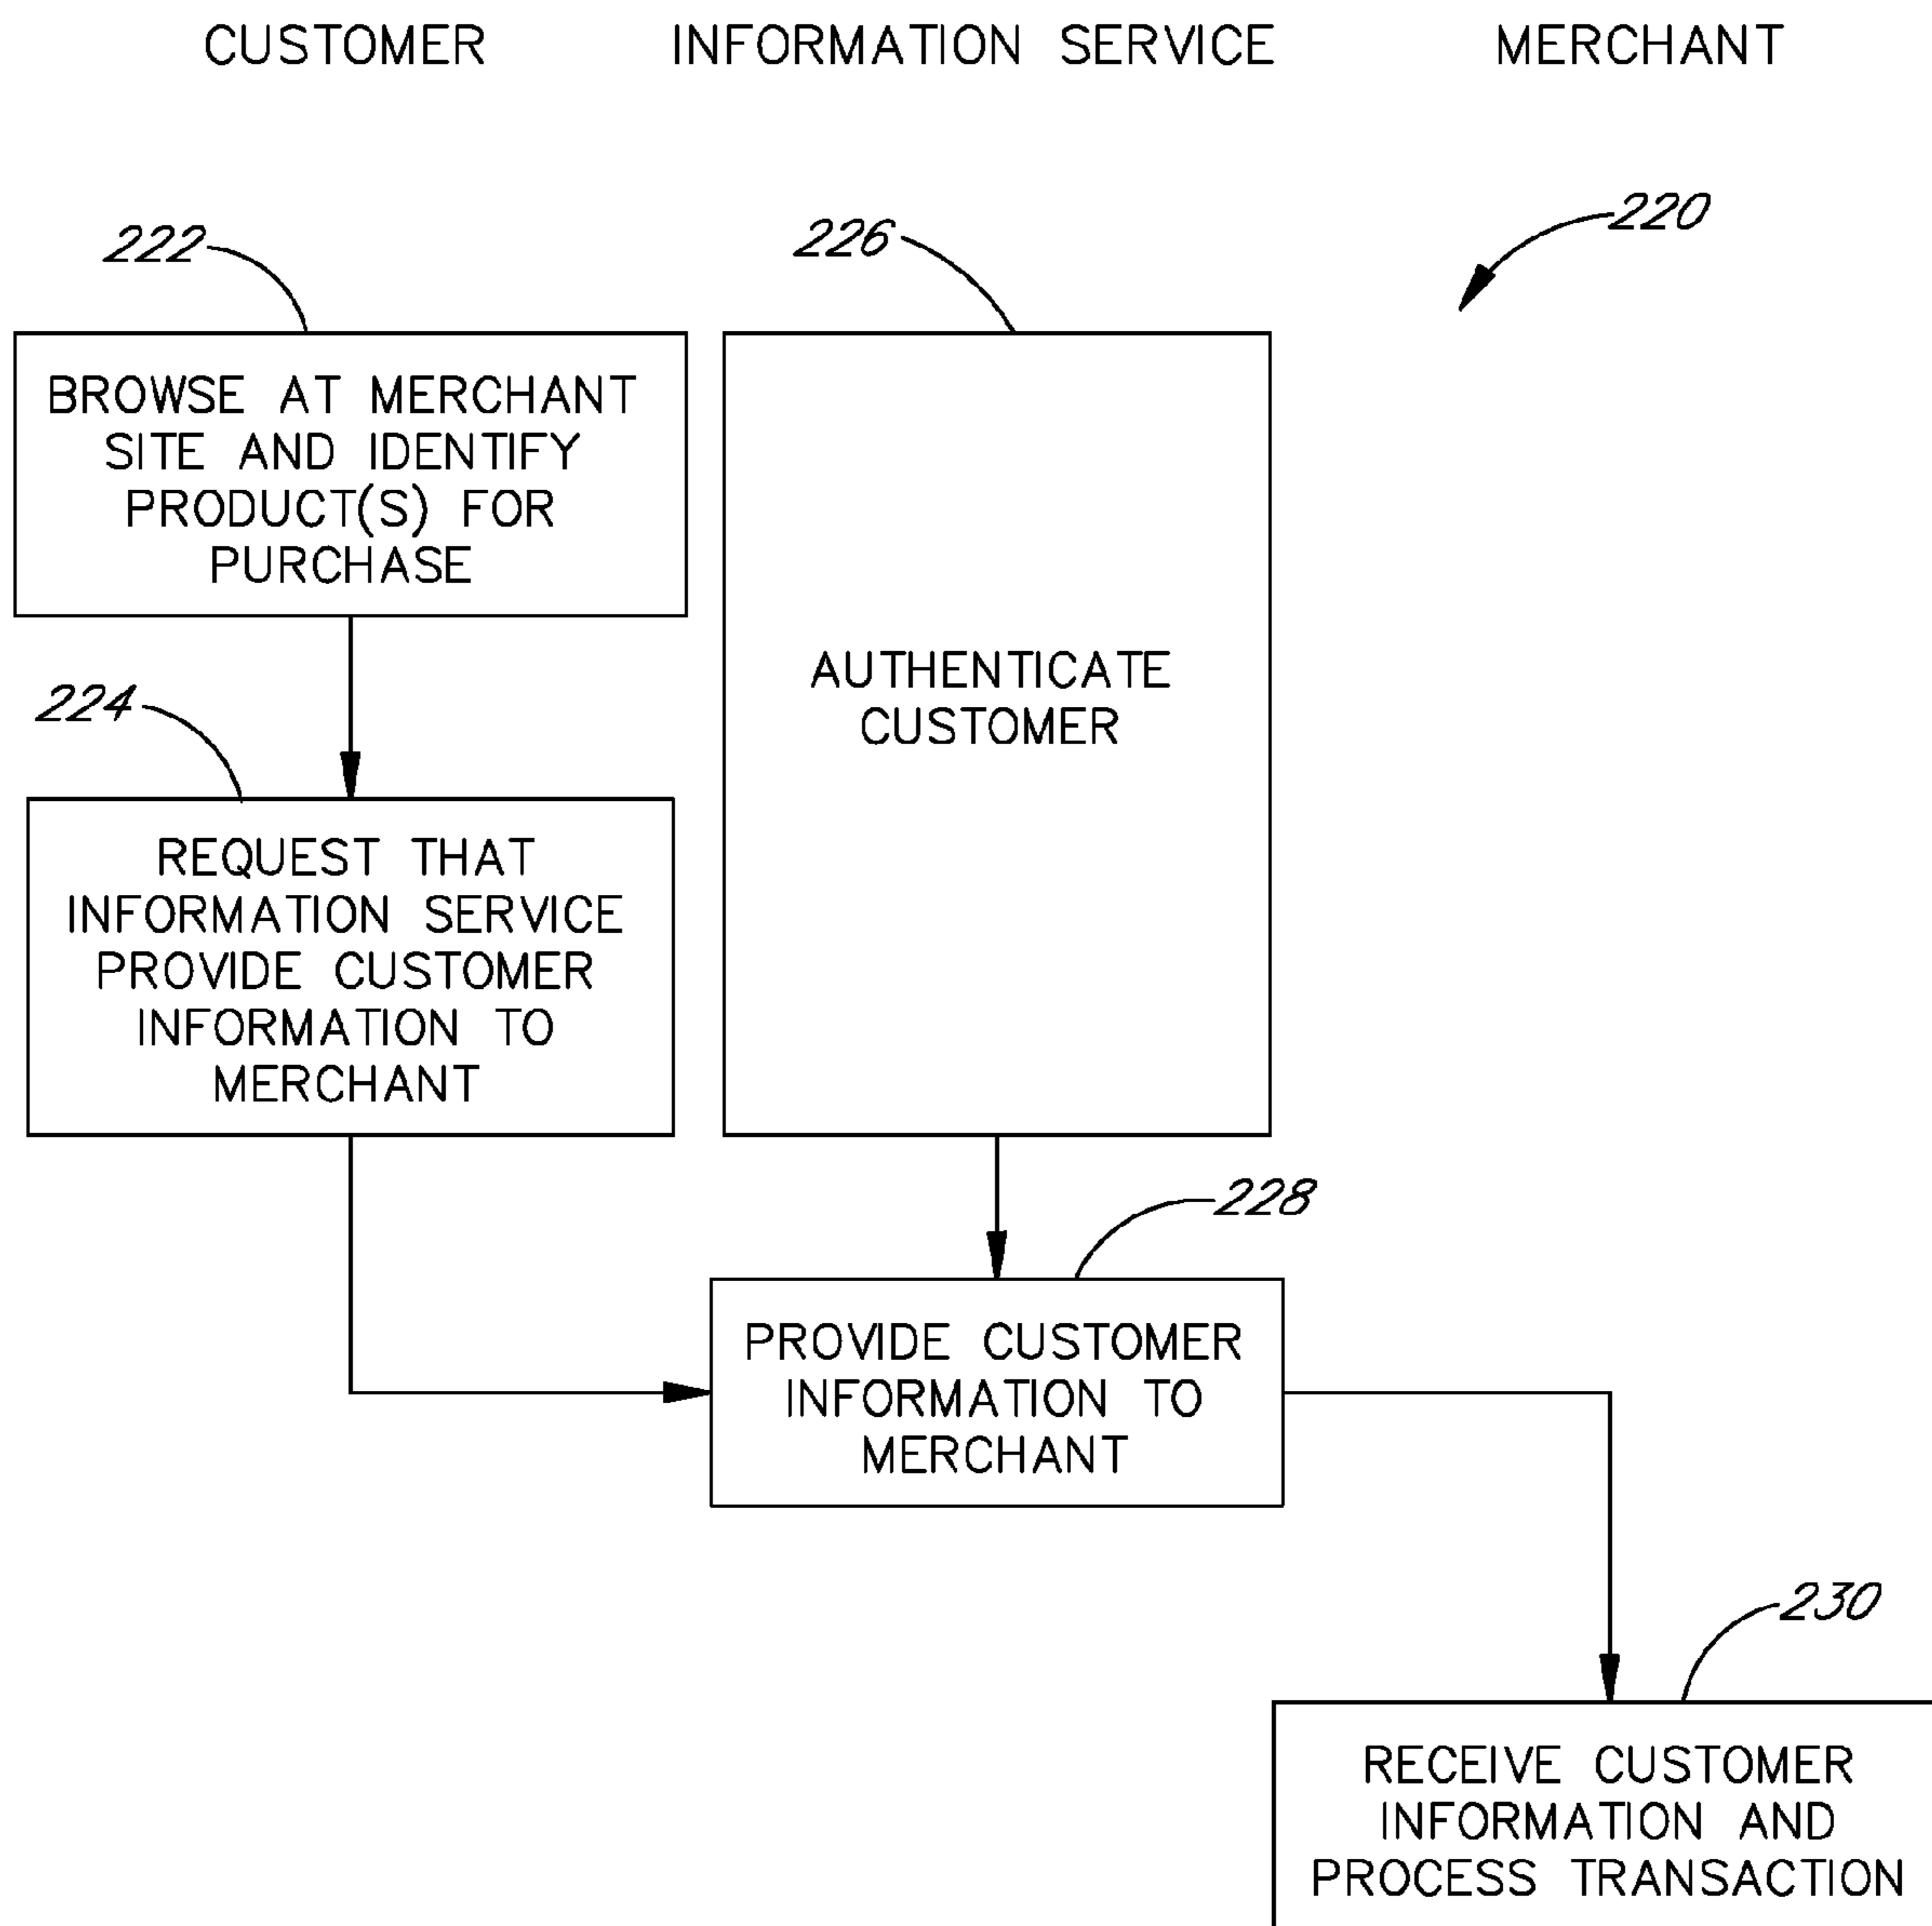 CUSTOMER
INFORMATION SERVICE
MERCHANT
220
222
226
BROWSE AT MERCHANT
SITE AND IDENTIFY
PRODUCT(S) FOR
PURCHASE
AUTHENTICATE
CUSTOMER
224
REQUEST THAT
INFORMATION SERVICE
PROVIDE CUSTOMER
INFORMATION TO
MERCHANT
228
PROVIDE CUSTOMER
INFORMATION TO
MERCHANT
230
RECEIVE CUSTOMER
INFORMATION AND
PROCESS TRANSACTION